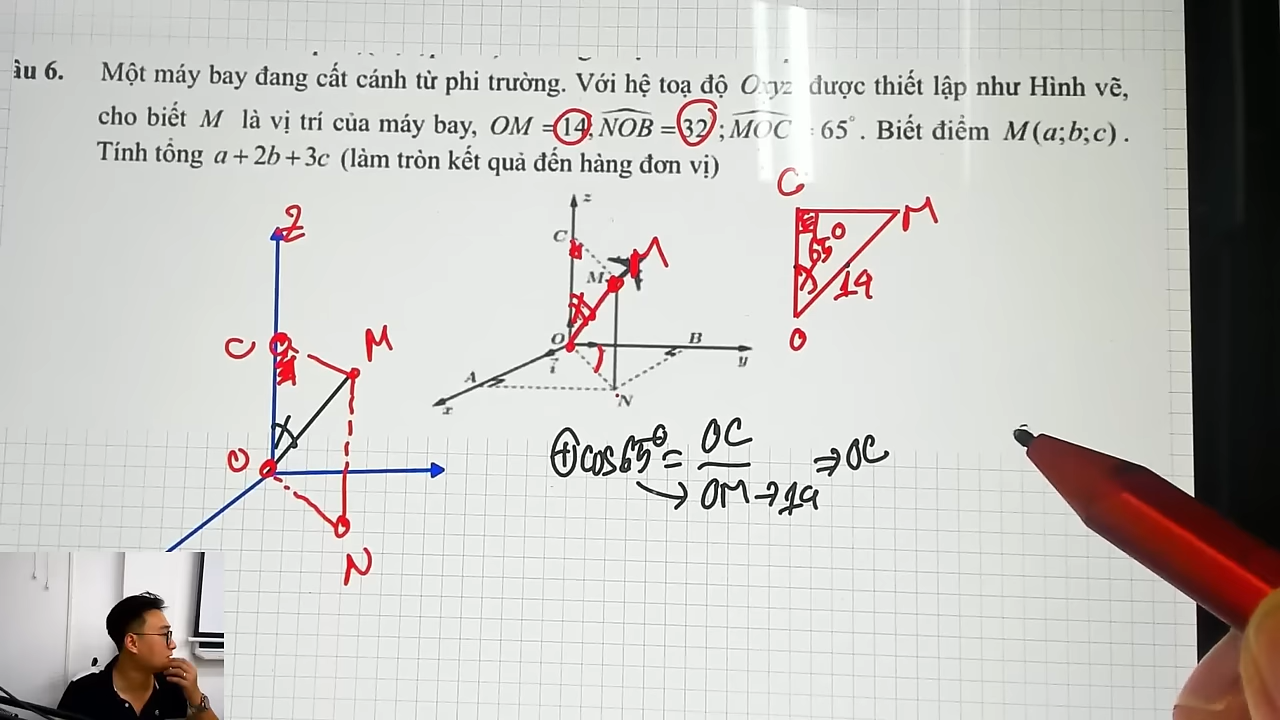 âu 6. Một máy bay đang cất cánh từ phi trường. Với hệ toạ độ Oxyz được thiết lập như Hình vẽ,
cho biết M là vị trí của máy bay, OM = 14; NOB = 32°; MOC = 65°. Biết điểm M(a;b;c).
Tính tổng a + 2b + 3c (làm tròn kết quả đến hàng đơn vị)
Z
C
M
O
N
z
C
M
M
O
i
B
y
A
x
N
C
M
65°
14
O
⊕ cos65° = OC / OM → 14 ⇒ OC